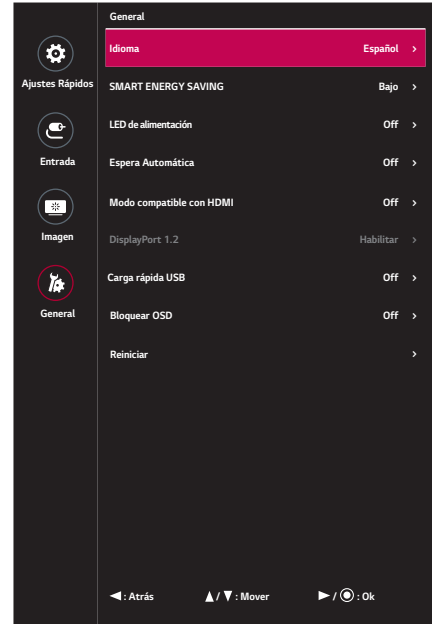 General
Idioma Español >
Ajustes Rápidos
SMART ENERGY SAVING Bajo >
LED de alimentación Off >
Entrada
Espera Automática Off >
Modo compatible con HDMI Off >
Imagen
DisplayPort 1.2 Habilitar >
Carga rápida USB Off >
General
Bloquear OSD Off >
Reiniciar >
◄ : Atrás ▲ / ▼ : Mover ► / ◉ : Ok